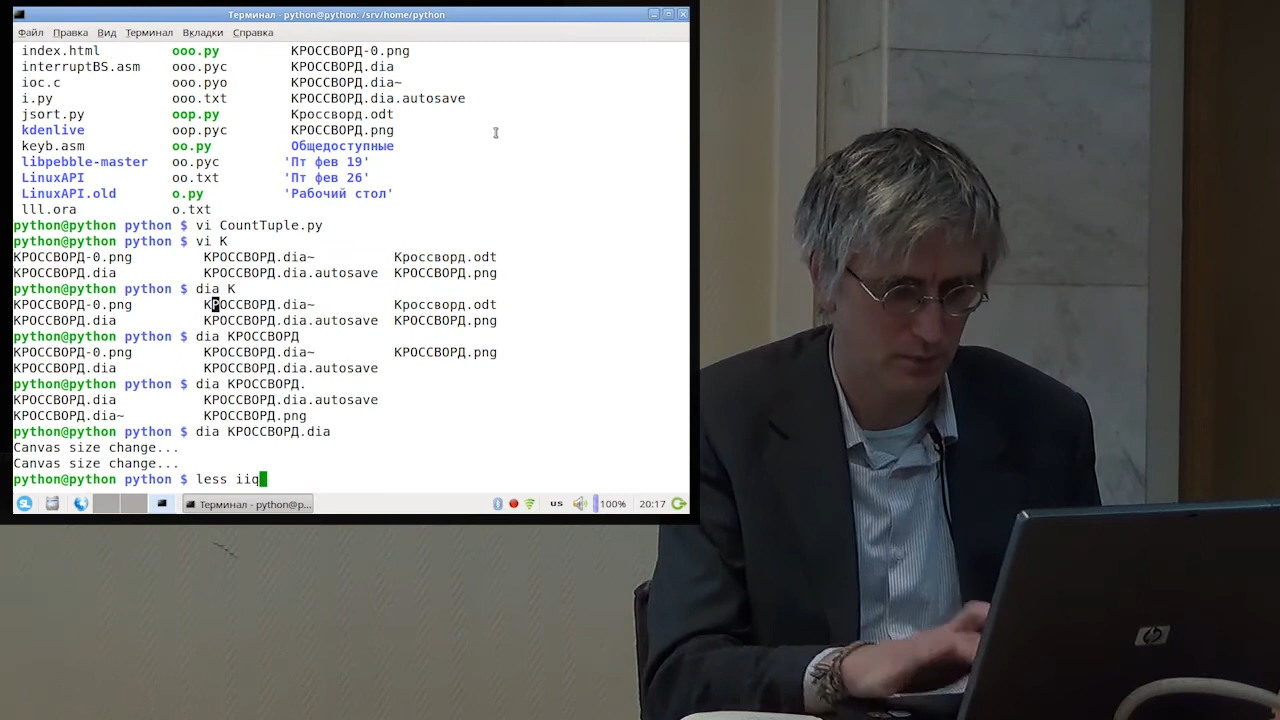 Терминал - python@python: /srv/home/python
Файл Правка Вид Терминал Вкладки Справка
index.html ooo.py КРОССВОРД-0.png
interruptBS.asm ooo.pyc КРОССВОРД.dia
ioc.c ooo.pyo КРОССВОРД.dia~
i.py ooo.txt КРОССВОРД.dia.autosave
jsort.py oop.py Кроссворд.odt
kdenlive oop.pyc КРОССВОРД.png
keyb.asm oo.py Общедоступные
libpebble-master oo.pyc 'Пт фев 19'
LinuxAPI oo.txt 'Пт фев 26'
LinuxAPI.old o.py 'Рабочий стол'
lll.ora o.txt
python@python python $ vi CountTuple.py
python@python python $ vi К
КРОССВОРД-0.png КРОССВОРД.dia~ Кроссворд.odt
КРОССВОРД.dia КРОССВОРД.dia.autosave КРОССВОРД.png
python@python python $ dia К
КРОССВОРД-0.png КРОССВОРД.dia~ Кроссворд.odt
КРОССВОРД.dia КРОССВОРД.dia.autosave КРОССВОРД.png
python@python python $ dia КРОССВОРД
КРОССВОРД-0.png КРОССВОРД.dia~ КРОССВОРД.png
КРОССВОРД.dia КРОССВОРД.dia.autosave
python@python python $ dia КРОССВОРД.
КРОССВОРД.dia КРОССВОРД.dia.autosave
КРОССВОРД.dia~ КРОССВОРД.png
python@python python $ dia КРОССВОРД.dia
Canvas size change...
Canvas size change...
python@python python $ less iiq
SL Терминал - python@p... us 100% 20:17
hp